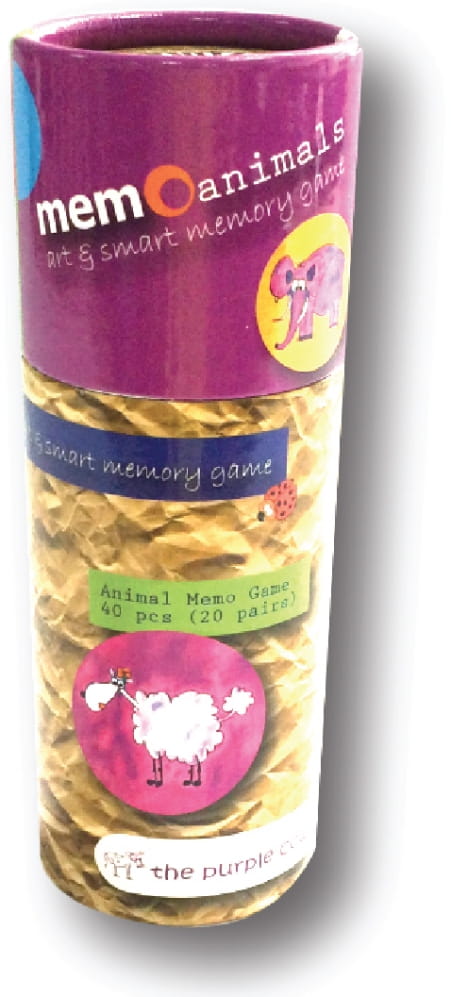 memoanimals
art & smart memory game
& smart memory game
Animal Memo Game
40 pcs (20 pairs)
the purple